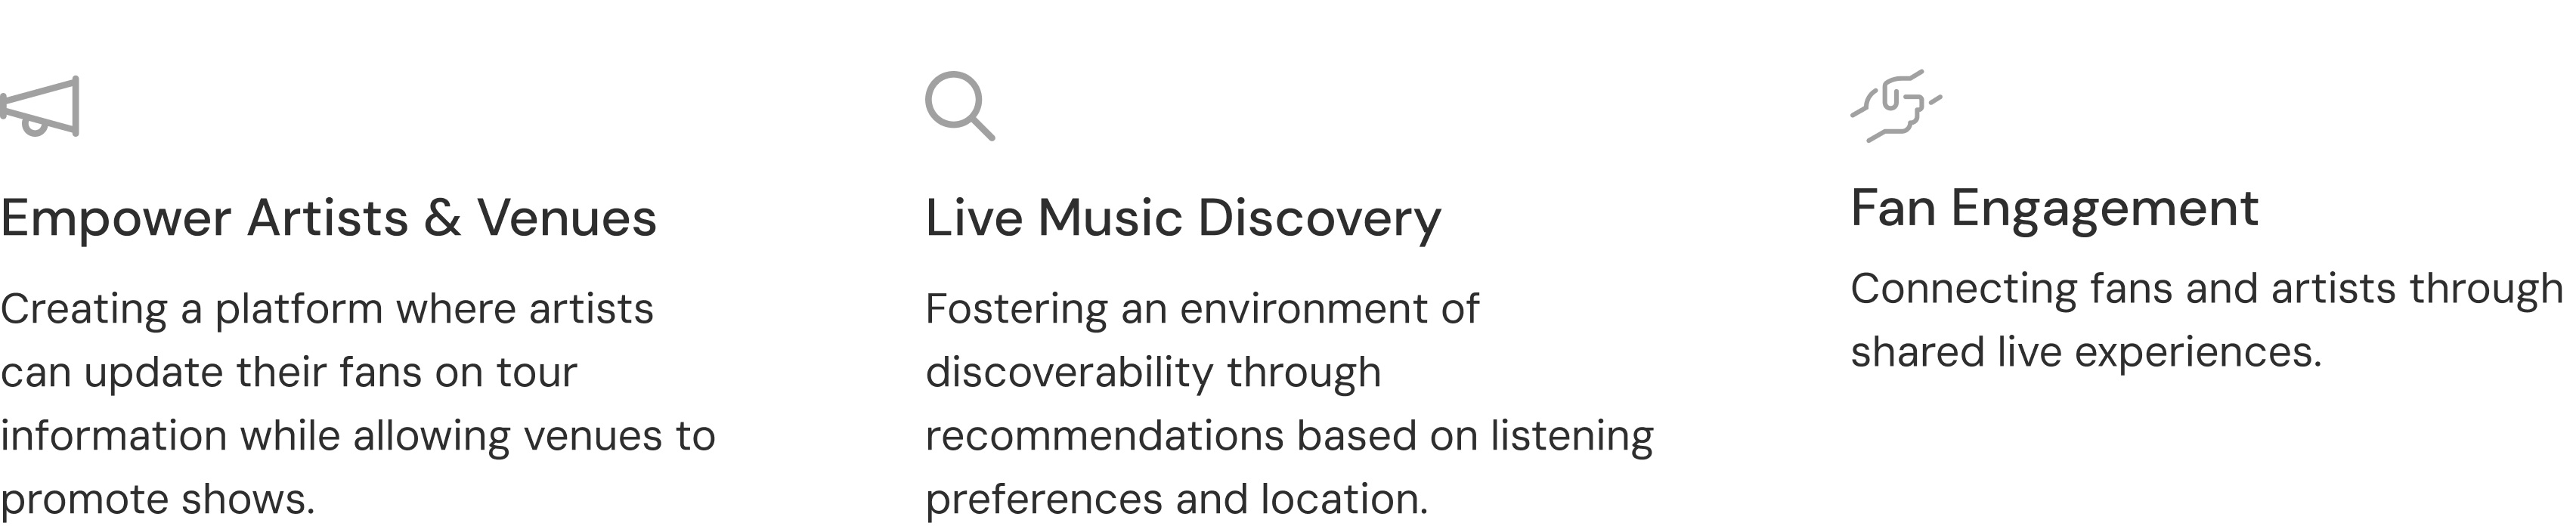 Empower Artists & Venues
Creating a platform where artists
can update their fans on tour
information while allowing venues to
promote shows.
Live Music Discovery
Fostering an environment of
discoverability through
recommendations based on listening
preferences and location.
Fan Engagement
Connecting fans and artists through
shared live experiences.